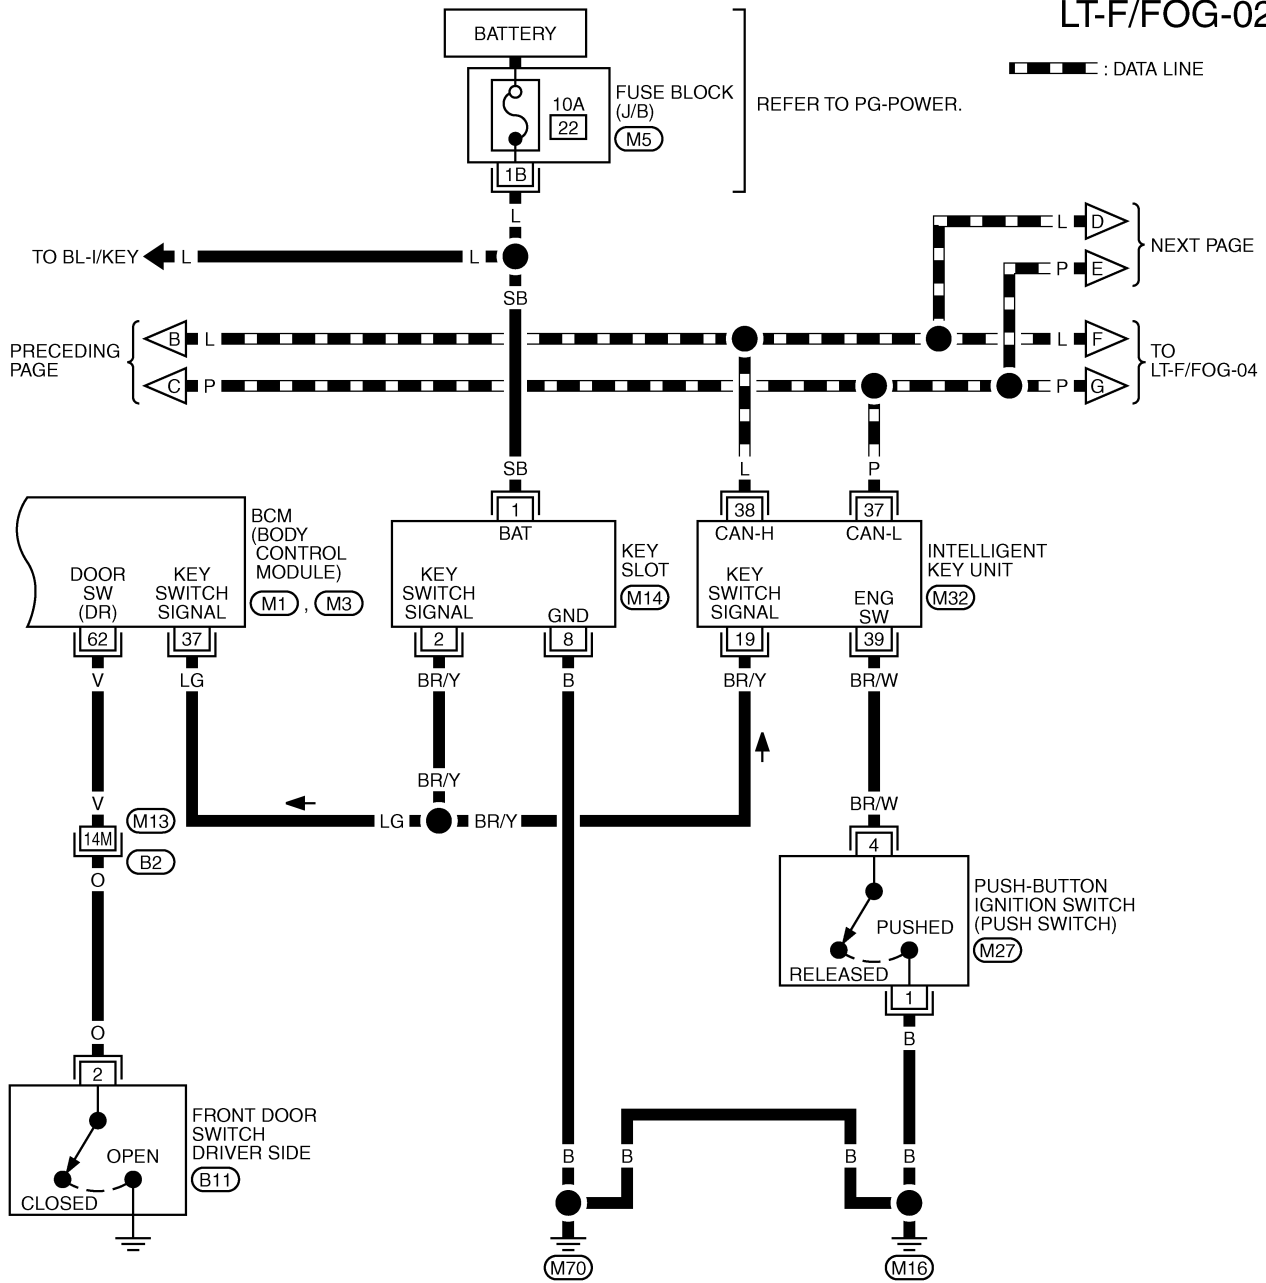 LT-F/FOG-02
BATTERY
: DATA LINE
FUSE BLOCK
(J/B)
M5
10A
22
REFER TO PG-POWER.
1B
L
TO BL-I/KEY
L
L
SB
L
D
P
E
NEXT PAGE
PRECEDING
PAGE
B
L
C
P
L
F
P
G
TO
LT-F/FOG-04
SB
L
P
1
38
37
BAT
CAN-H
CAN-L
BCM
(BODY
CONTROL
MODULE)
M1 , M3
DOOR
SW
(DR)
KEY
SWITCH
SIGNAL
KEY
SWITCH
SIGNAL
GND
KEY
SLOT
M14
KEY
SWITCH
SIGNAL
ENG
SW
INTELLIGENT
KEY UNIT
M32
62
37
2
8
19
39
V
LG
BR/Y
B
BR/Y
BR/W
BR/Y
V
BR/W
LG
BR/Y
M13
14M
B2
4
O
PUSH-BUTTON
IGNITION SWITCH
(PUSH SWITCH)
M27
PUSHED
RELEASED
1
O
B
2
FRONT DOOR
SWITCH
DRIVER SIDE
B11
OPEN
CLOSED
B
B
B
B
M70
M16